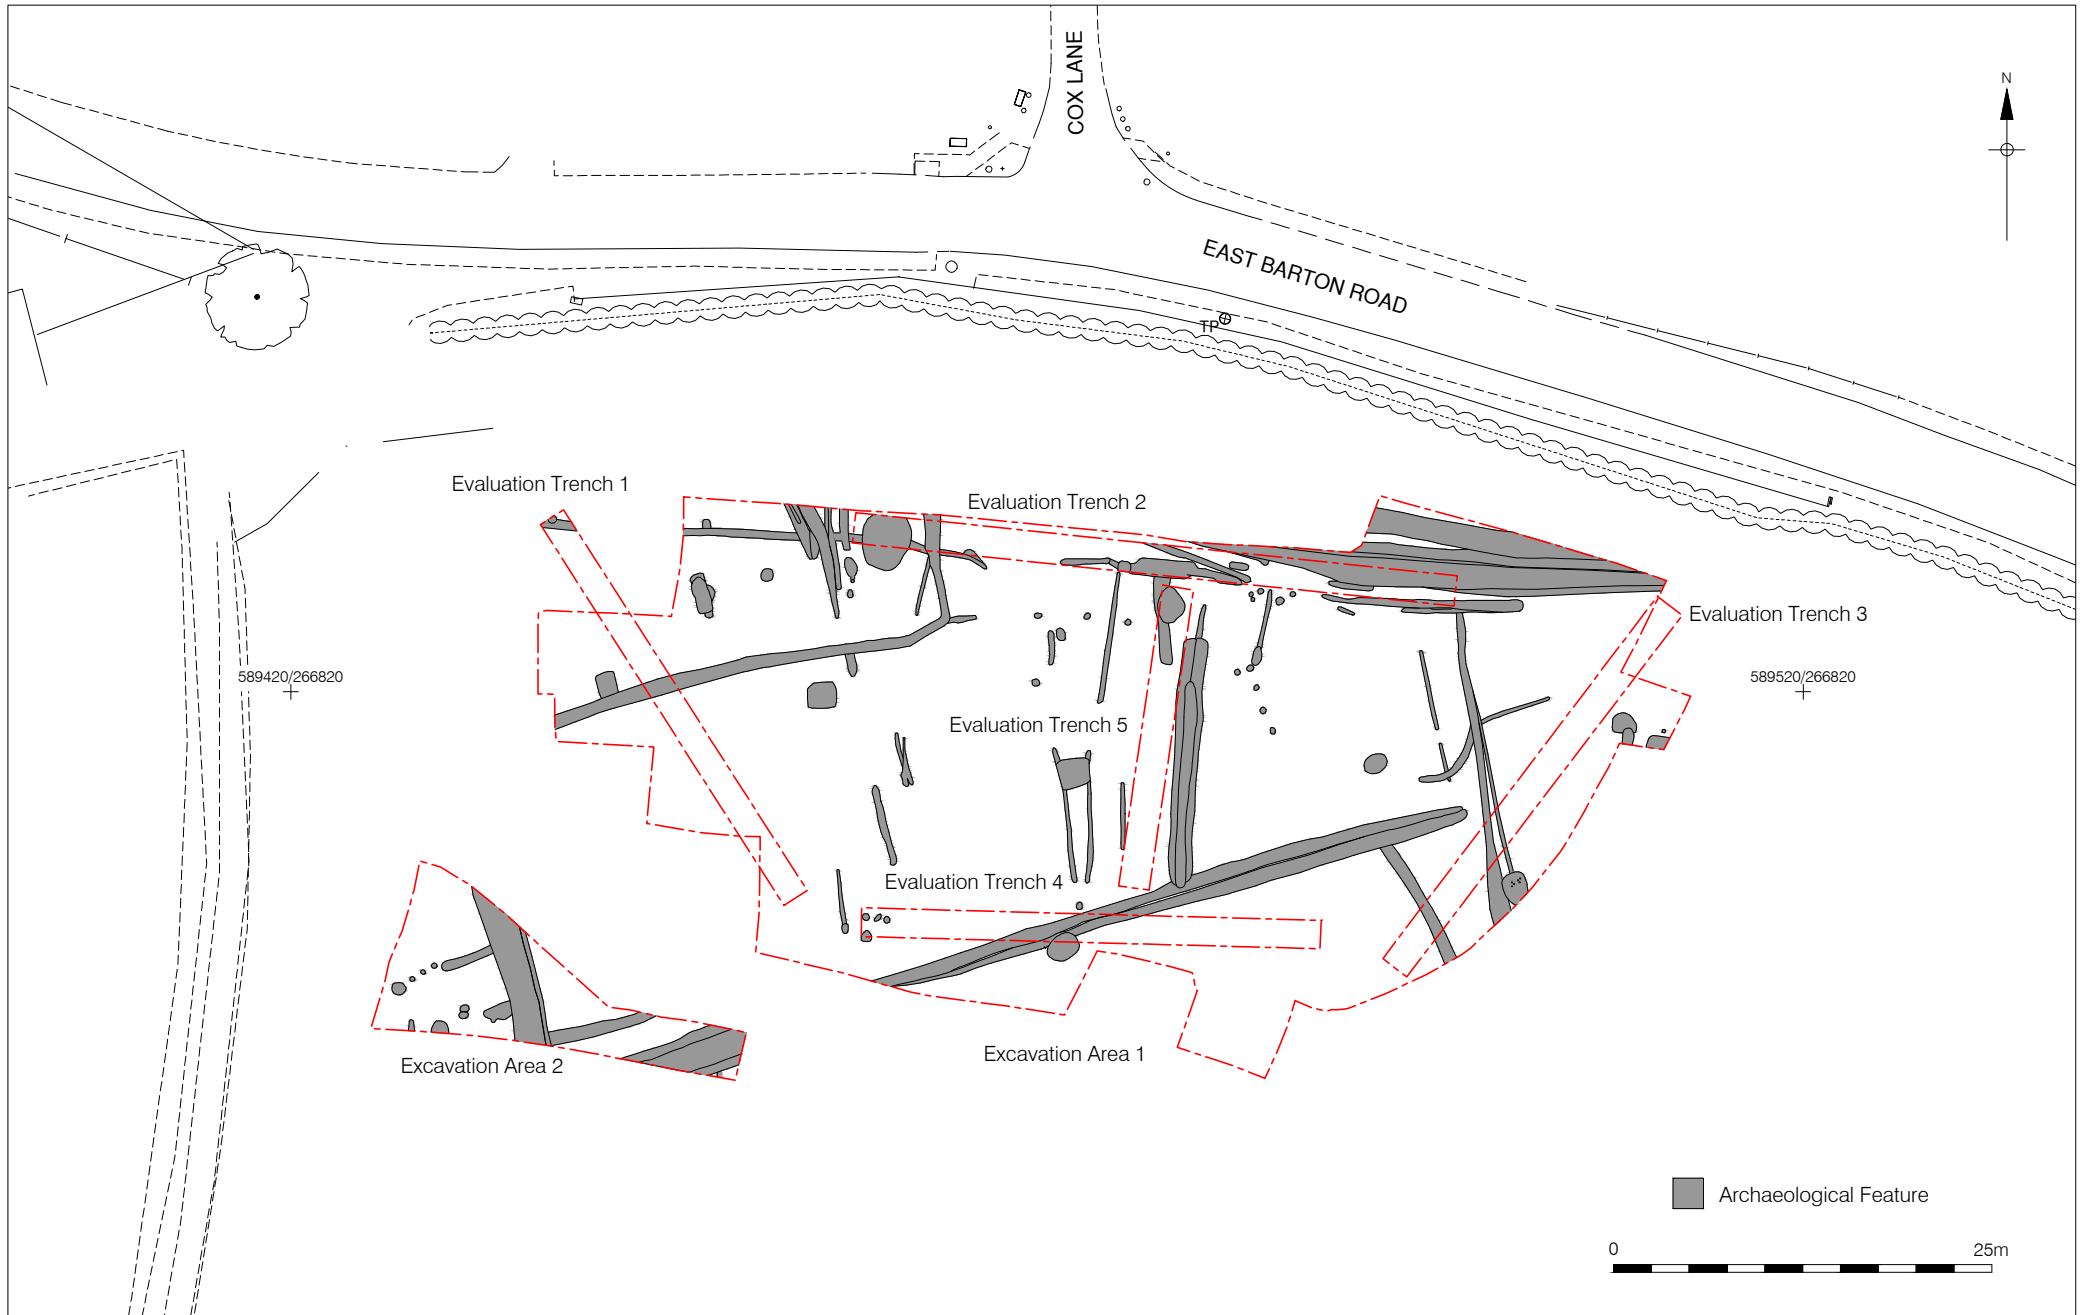 COX LANE
N
EAST BARTON ROAD
TP
Evaluation Trench 1
Evaluation Trench 2
Evaluation Trench 3
589420/266820
589520/266820
Evaluation Trench 5
Evaluation Trench 4
Excavation Area 1
Excavation Area 2
Archaeological Feature
0 25m